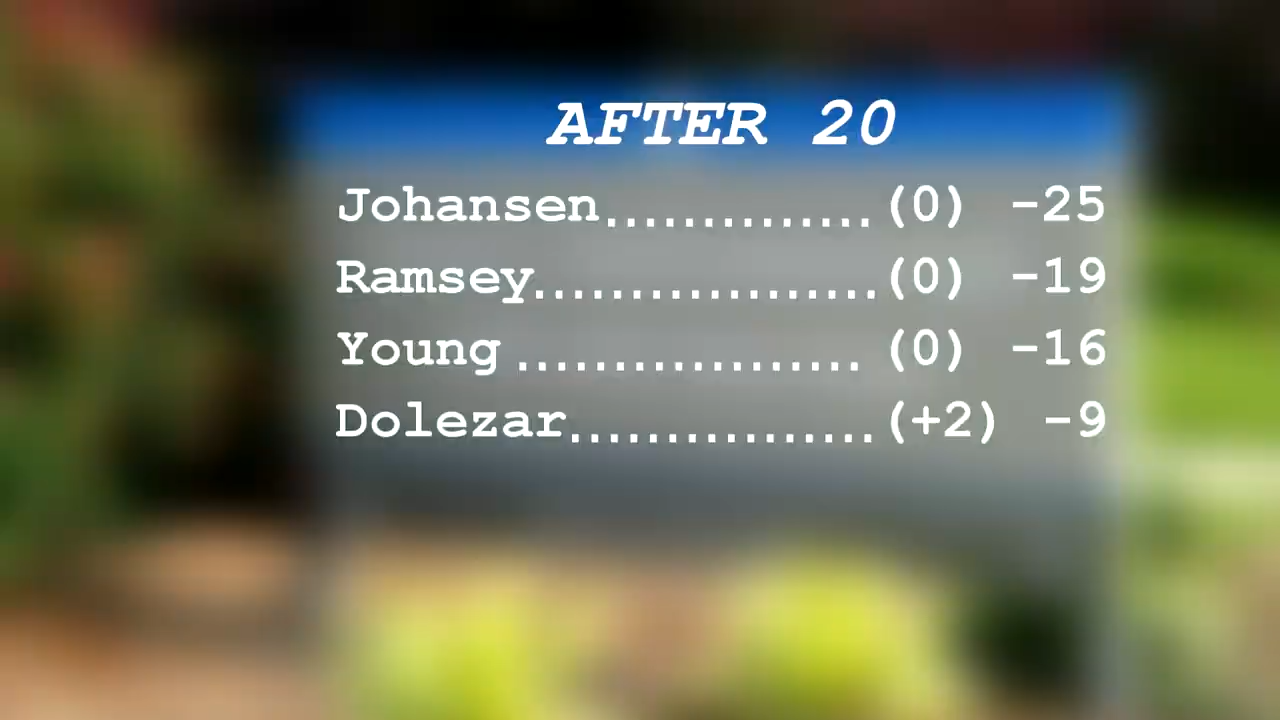 AFTER 20
Johansen..............(0) -25
Ramsey..................(0) -19
Young .................. (0) -16
Dolezar................(+2) -9